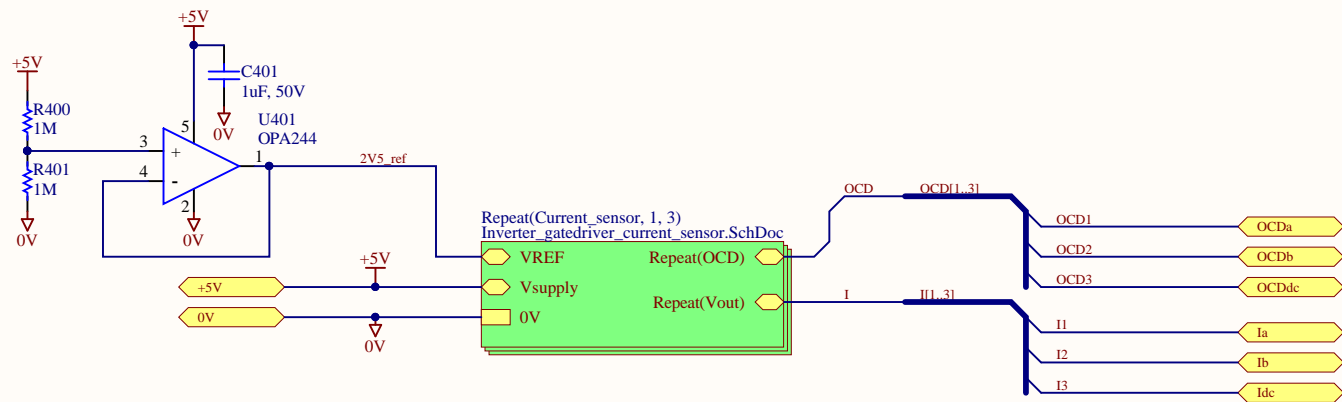 +5V
+5V
C401
1uF, 50V
R400
1M
0V
U401
OPA244
5
3
+
1
2V5_ref
4
-
R401
1M
2
0V
0V
OCD
OCD[1..3]
Repeat(Current_sensor, 1, 3)
Inverter_gatedriver_current_sensor.SchDoc
OCD1
OCDa
VREF
Repeat(OCD)
OCD2
OCDb
+5V
+5V
Vsupply
OCD3
OCDdc
Repeat(Vout)
I
I[1..3]
0V
0V
0V
I1
Ia
I2
Ib
I3
Idc